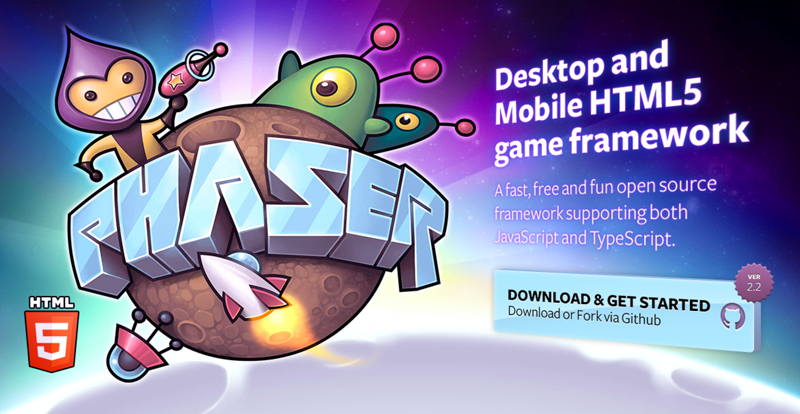 PHASER
HTML
5
Desktop and
Mobile HTML5
game framework
A fast, free and fun open source
framework supporting both
JavaScript and TypeScript.
VER
2.2
DOWNLOAD & GET STARTED
Download or Fork via Github